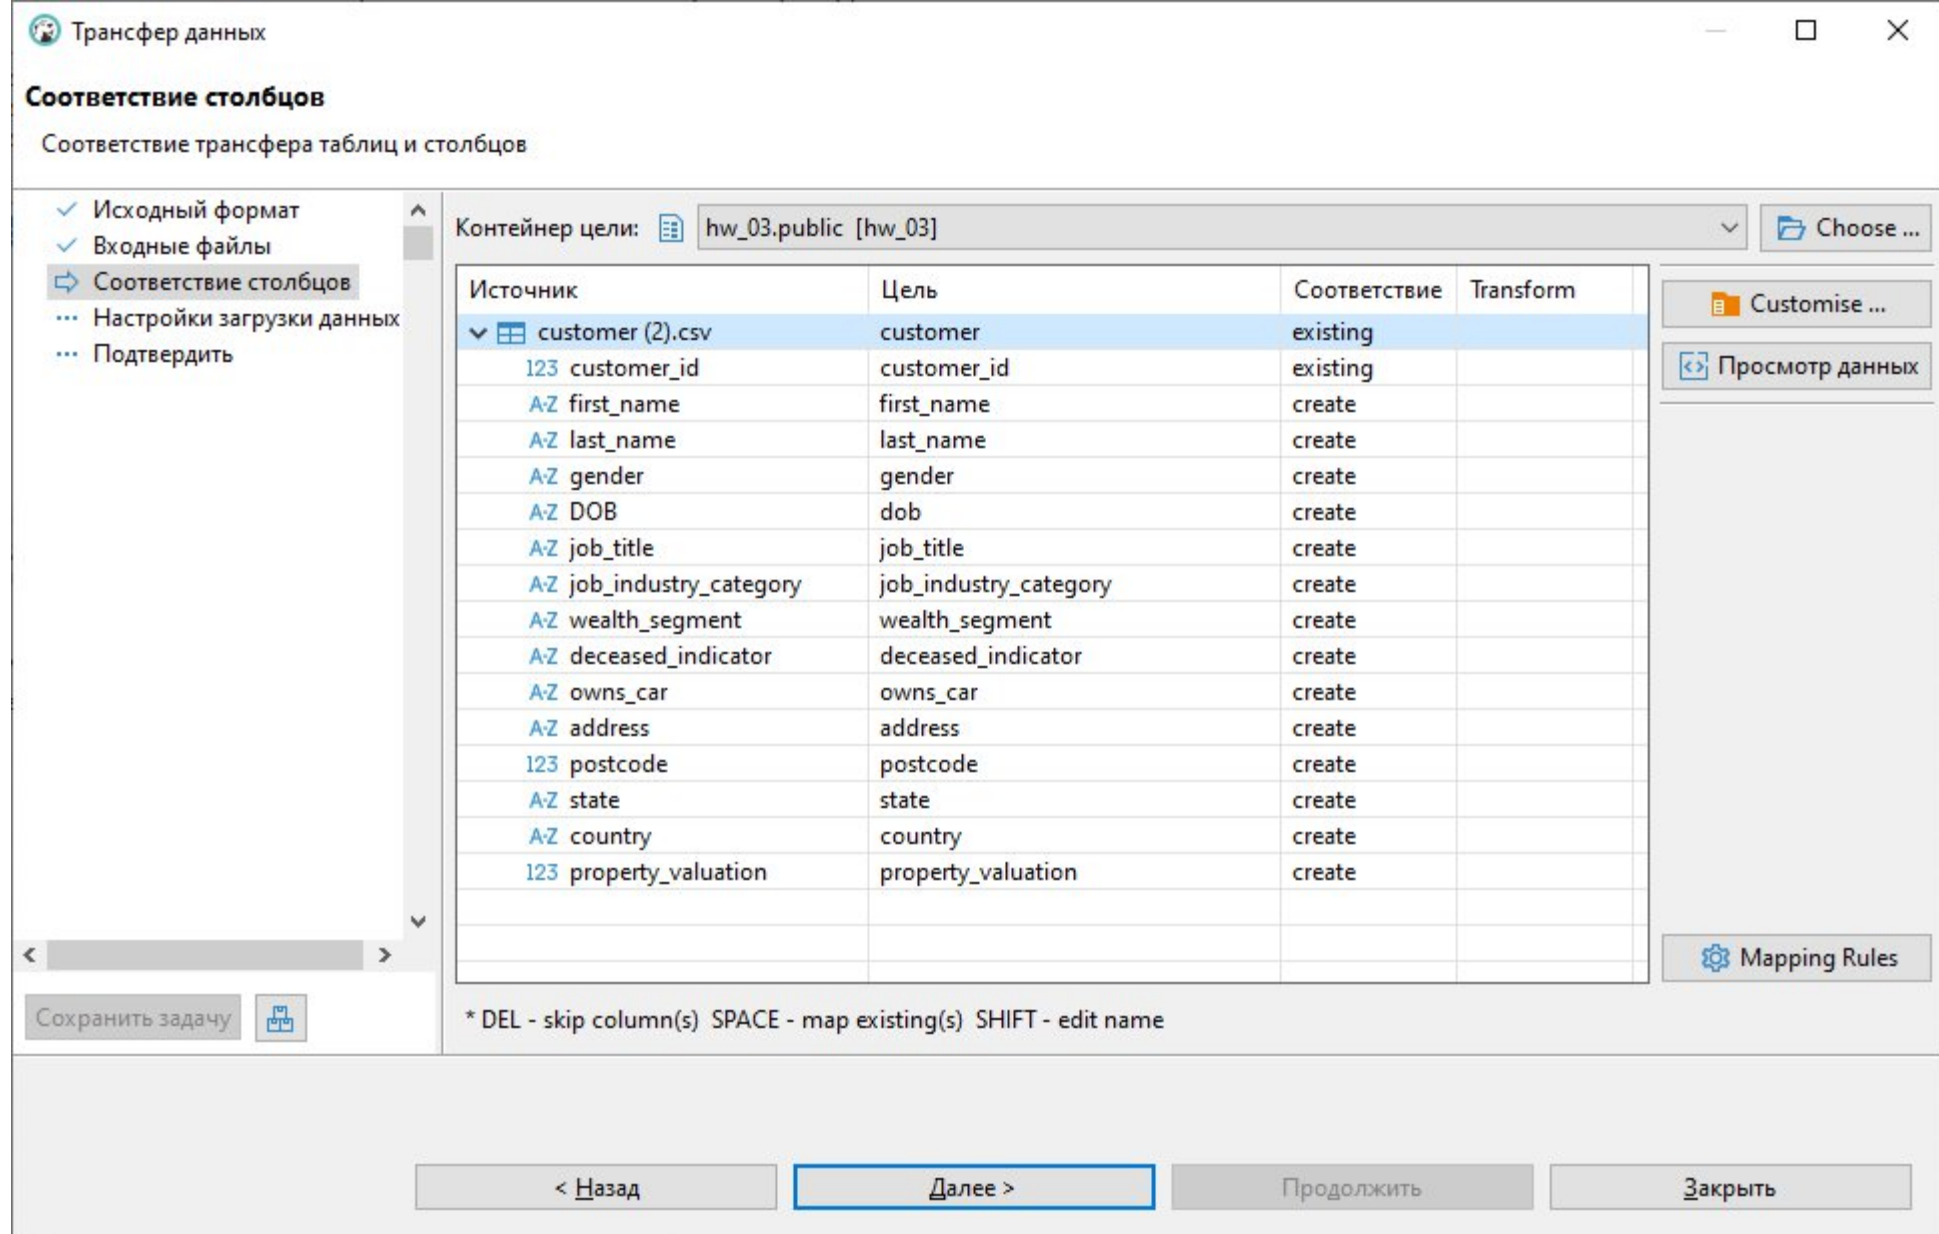 Трансфер данных
Соответствие столбцов
Соответствие трансфера таблиц и столбцов
Исходный формат
Входные файлы
Соответствие столбцов
Настройки загрузки данных
Подтвердить
Сохранить задачу
Контейнер цели: hw_03.public [hw_03] Choose ...
Источник Цель Соответствие Transform
customer (2).csv customer existing
123 customer_id customer_id existing
A-Z first_name first_name create
A-Z last_name last_name create
A-Z gender gender create
A-Z DOB dob create
A-Z job_title job_title create
A-Z job_industry_category job_industry_category create
A-Z wealth_segment wealth_segment create
A-Z deceased_indicator deceased_indicator create
A-Z owns_car owns_car create
A-Z address address create
123 postcode postcode create
A-Z state state create
A-Z country country create
123 property_valuation property_valuation create
Customise ...
Просмотр данных
Mapping Rules
* DEL - skip column(s) SPACE - map existing(s) SHIFT - edit name
< Назад Далее > Продолжить Закрыть